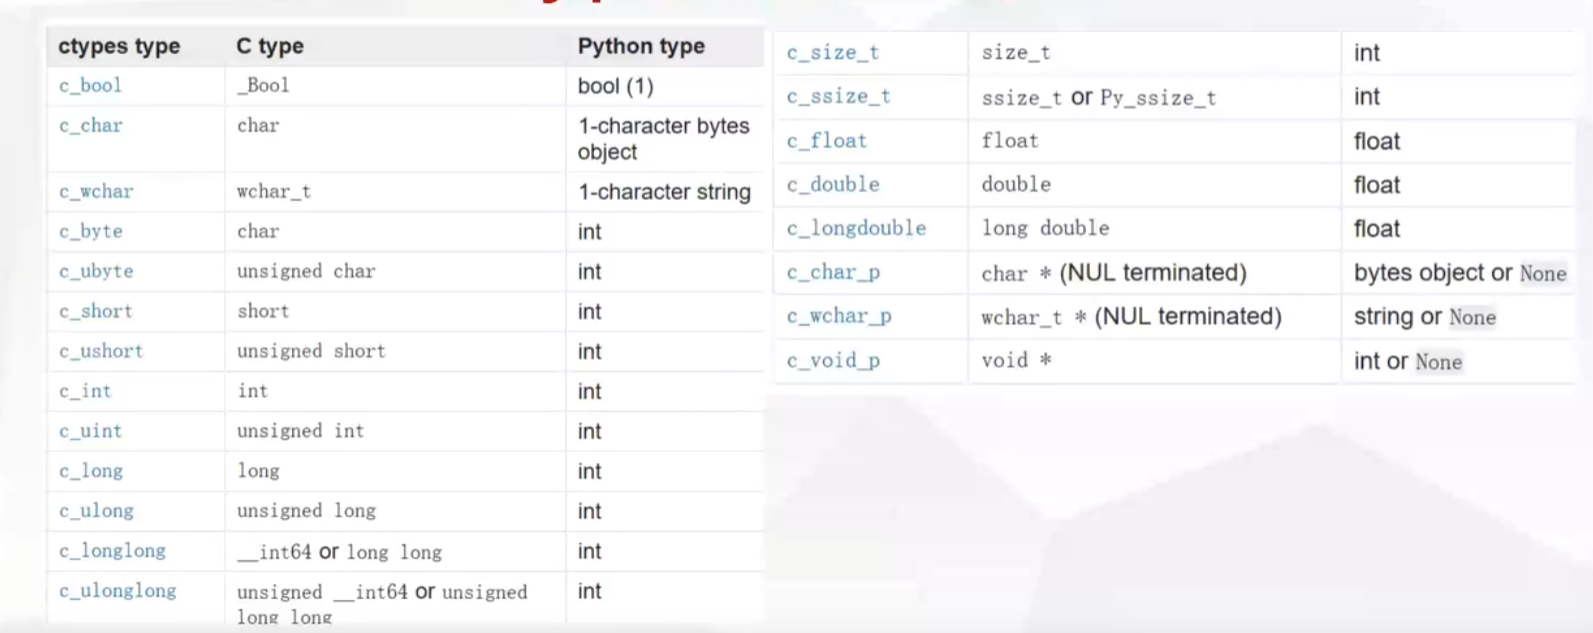 ctypes type C type Python type
c_bool _Bool bool (1)
c_char char 1-character bytes
object
c_wchar wchar_t 1-character string
c_byte char int
c_ubyte unsigned char int
c_short short int
c_ushort unsigned short int
c_int int int
c_uint unsigned int int
c_long long int
c_ulong unsigned long int
c_longlong __int64 or long long int
c_ulonglong unsigned __int64 or unsigned int
long long
c_size_t size_t int
c_ssize_t ssize_t or Py_ssize_t int
c_float float float
c_double double float
c_longdouble long double float
c_char_p char * (NUL terminated) bytes object or None
c_wchar_p wchar_t * (NUL terminated) string or None
c_void_p void * int or None